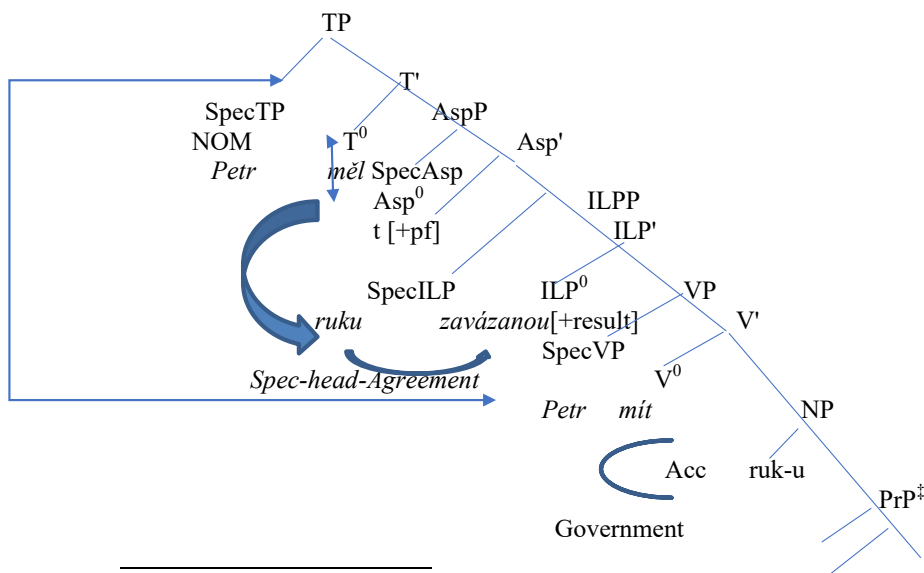 TP
T'
SpecTP AspP
NOM T⁰ Asp'
Petr měl SpecAsp
Asp⁰ ILPP
t [+pf] ILP'
SpecILP ILP⁰ VP
ruku zavázanou[+result] V'
SpecVP
Spec-head-Agreement V⁰
Petr mít NP
Acc ruk-u
PrP‡
Government